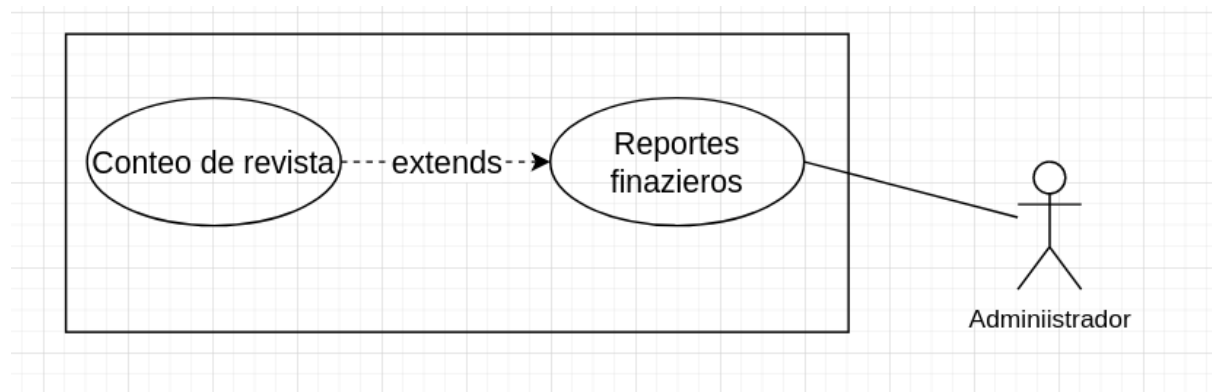 Conteo de revista
extends
Reportes
finazieros
Adminiistrador